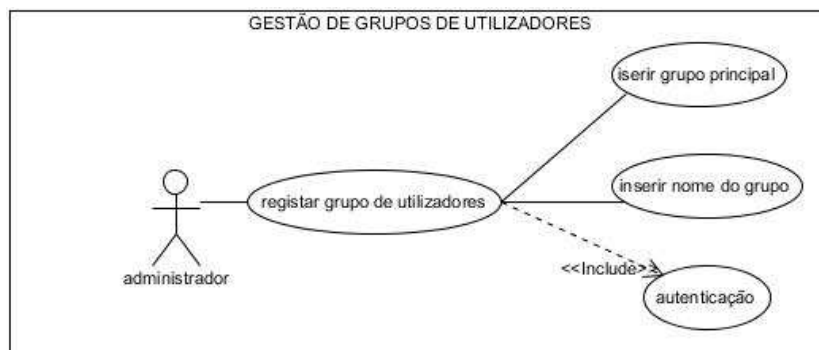 GESTÃO DE GRUPOS DE UTILIZADORES
iserir grupo principal
registar grupo de utilizadores
inserir nome do grupo
administrador
<<Include>>
autenticação